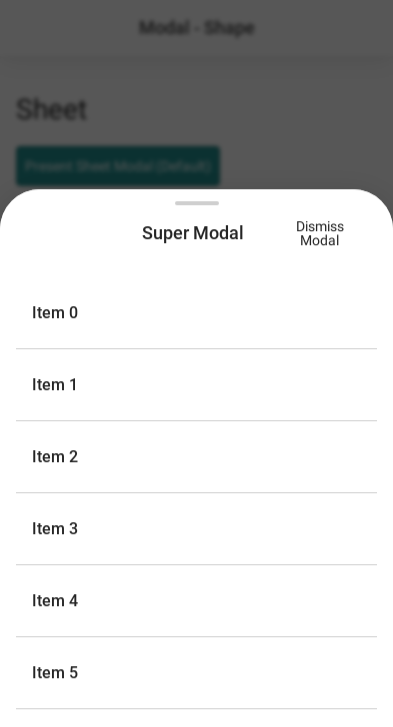 Modal - Shape
Sheet
Present Sheet Modal (Default)
Super Modal
Dismiss
Modal
Item 0
Item 1
Item 2
Item 3
Item 4
Item 5